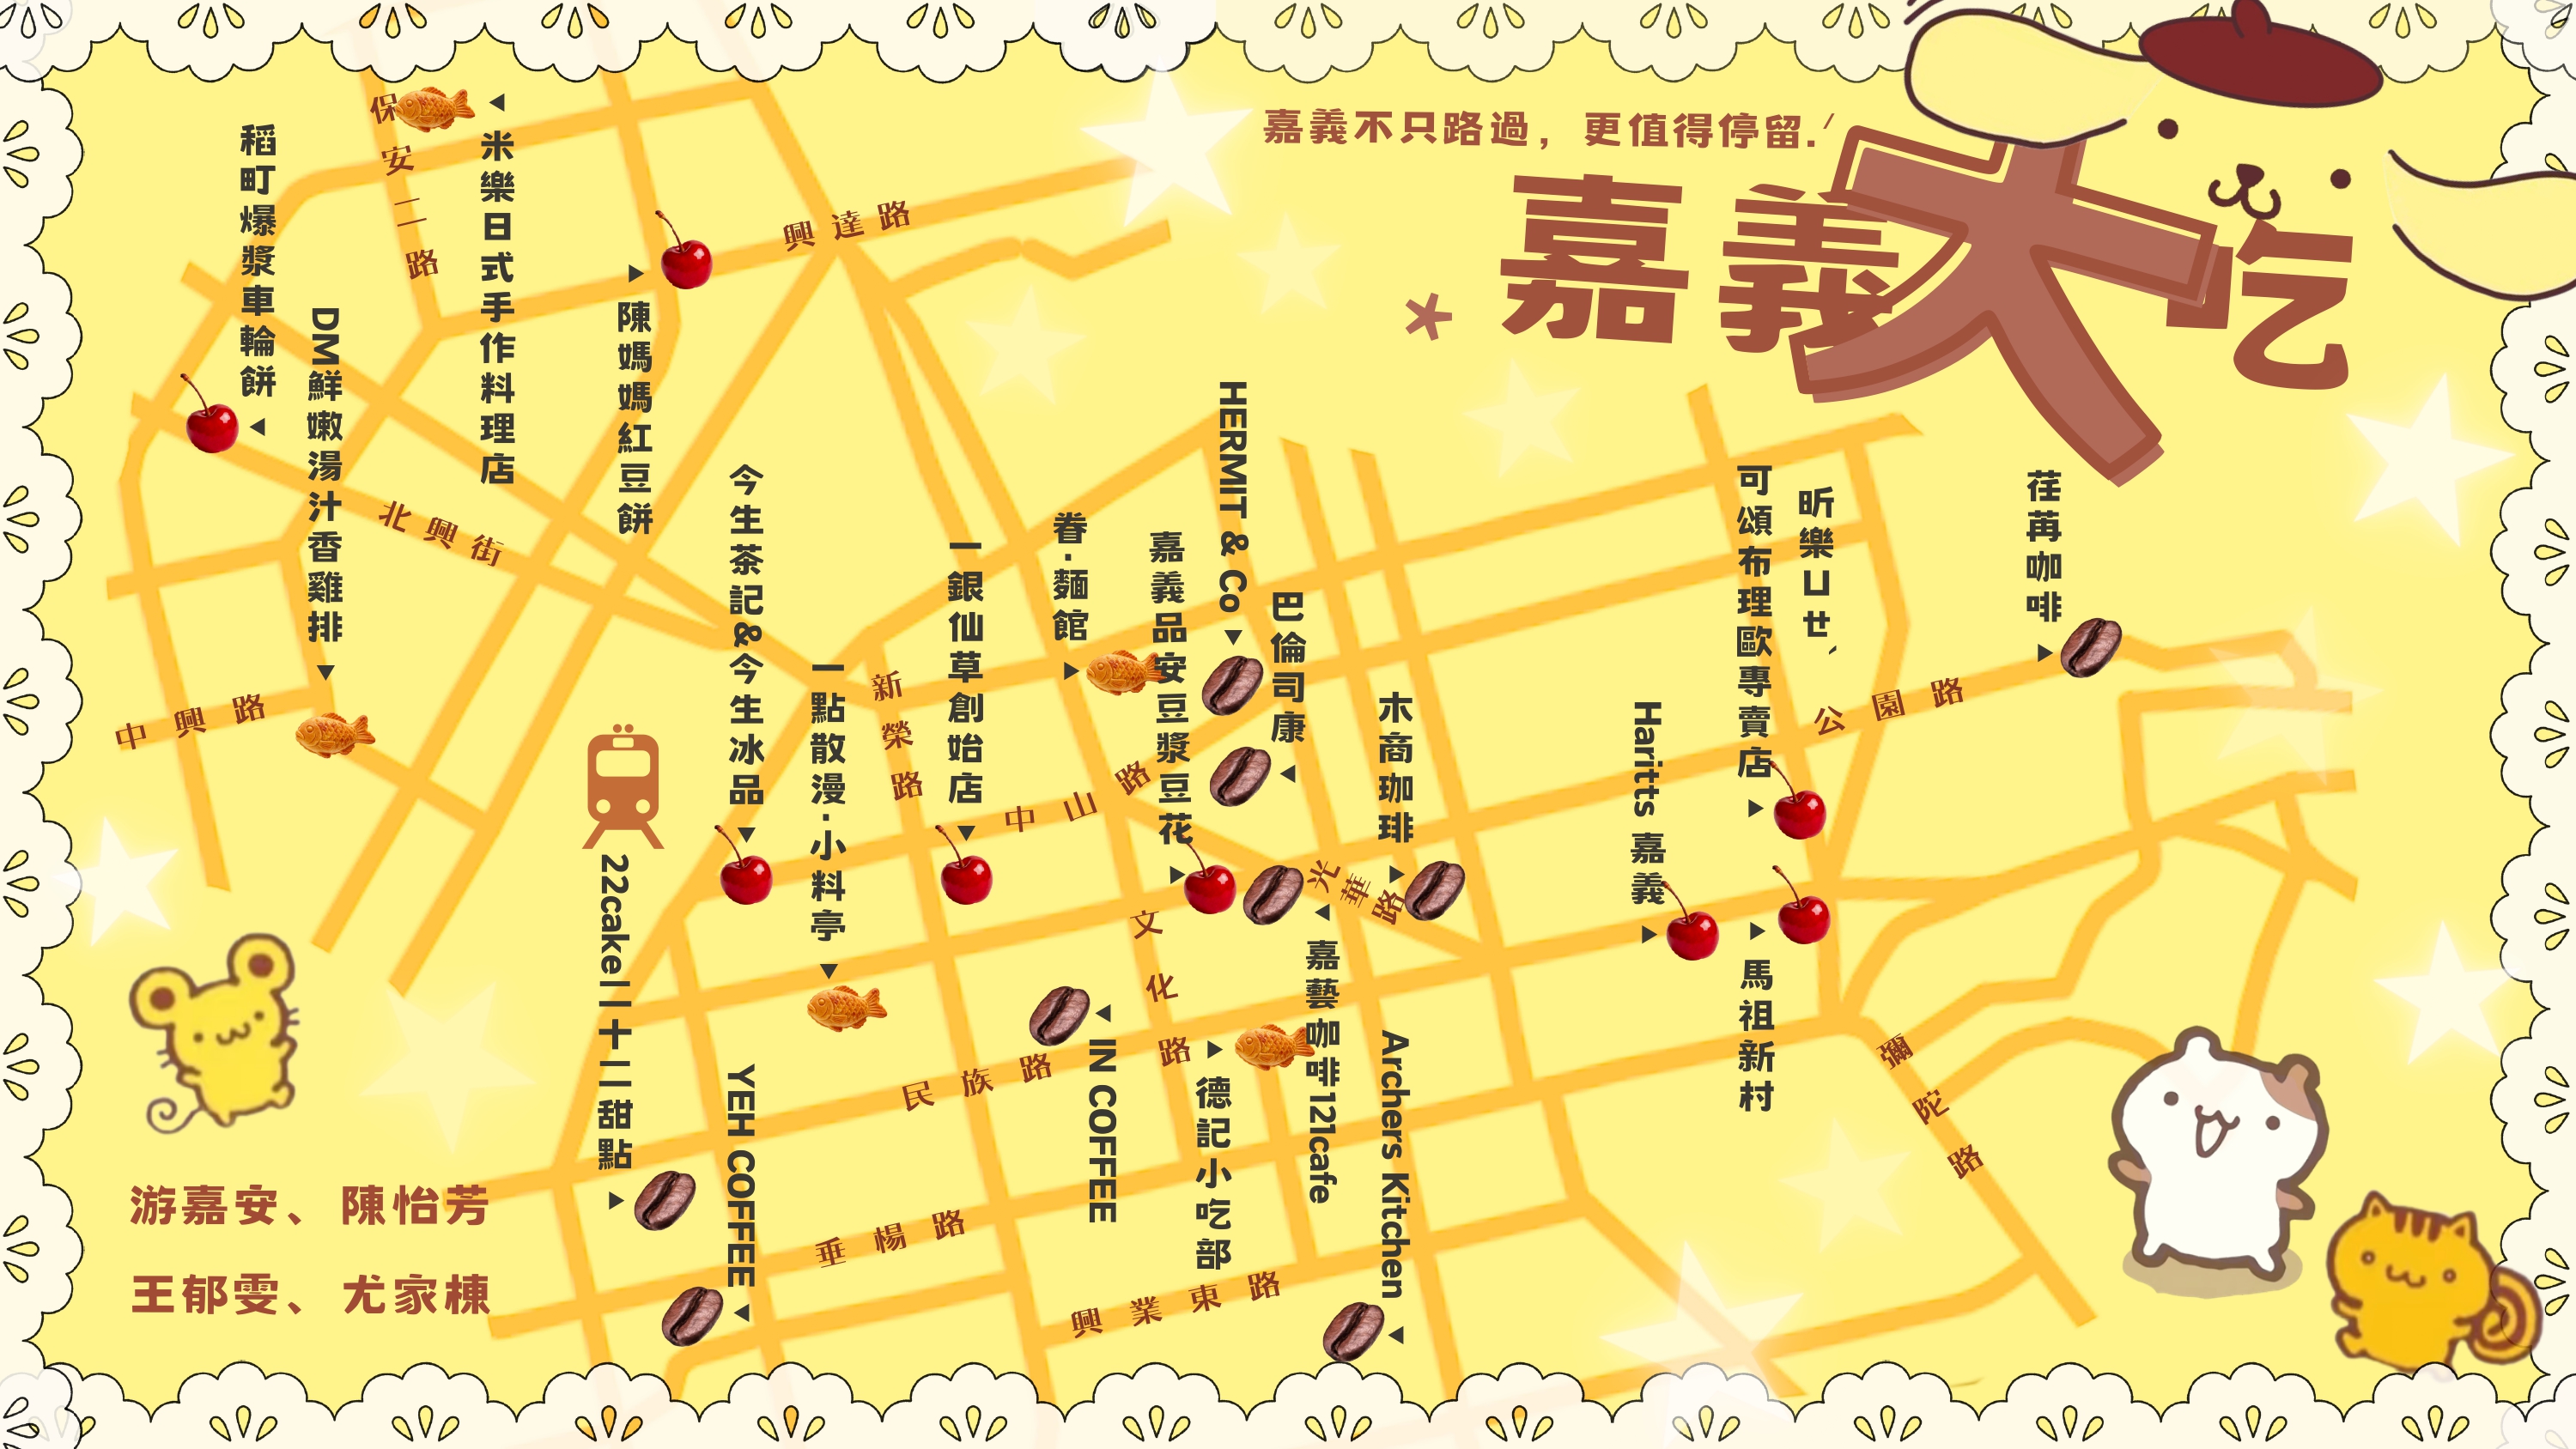 嘉義不只路過，更值得停留.ˊ
嘉義大吃
保安二路
稻町爆漿車輪餅
米樂日式手作料理店
DM鮮嫩湯汁香雞排
陳媽媽紅豆餅
興達路
北興街
中興路
今生茶記&今生冰品
一點散漫·小料亭
新榮路
一銀仙草創始店
眷·麵館
嘉義品安豆漿豆花
HERMIT & Co
巴倫司康
木商珈琲
中山路
光華路
可頌布理歐專賣店
昕樂ㄩㄝˋ
荏苒咖啡
公園路
Haritts 嘉義
馬祖新村
彌陀路
22cake二十二甜點
YEH COFFEE
IN COFFEE
文化路
民族路
德記小吃部
嘉藝咖啡121cafe
Archers Kitchen
垂楊路
興業東路
游嘉安、陳怡芳
王郁雯、尤家棟